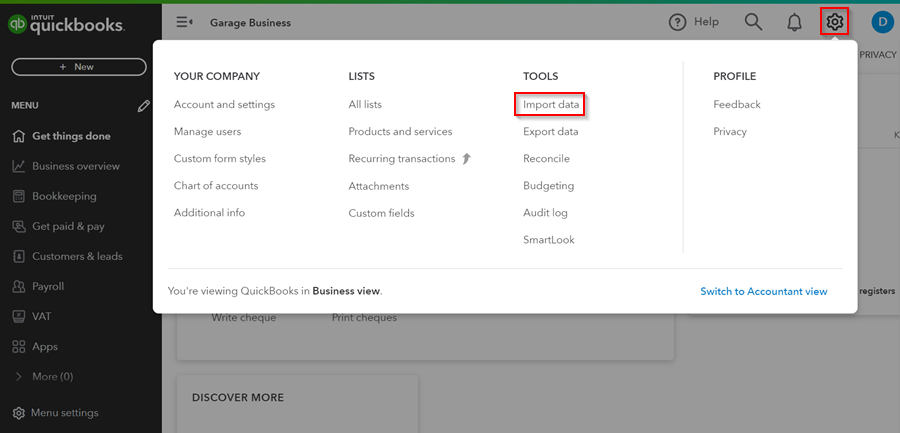 INTUIT
quickbooks
Garage Business
Help
D
+ New
MENU
Get things done
Business overview
Bookkeeping
Get paid & pay
Customers & leads
Payroll
VAT
Apps
More (0)
Menu settings
YOUR COMPANY
Account and settings
Manage users
Custom form styles
Chart of accounts
Additional info
LISTS
All lists
Products and services
Recurring transactions
Attachments
Custom fields
TOOLS
Import data
Export data
Reconcile
Budgeting
Audit log
SmartLook
PROFILE
Feedback
Privacy
You're viewing QuickBooks in Business view.
Switch to Accountant view
PRIVACY
K
registers
Write cheque
Print cheques
DISCOVER MORE